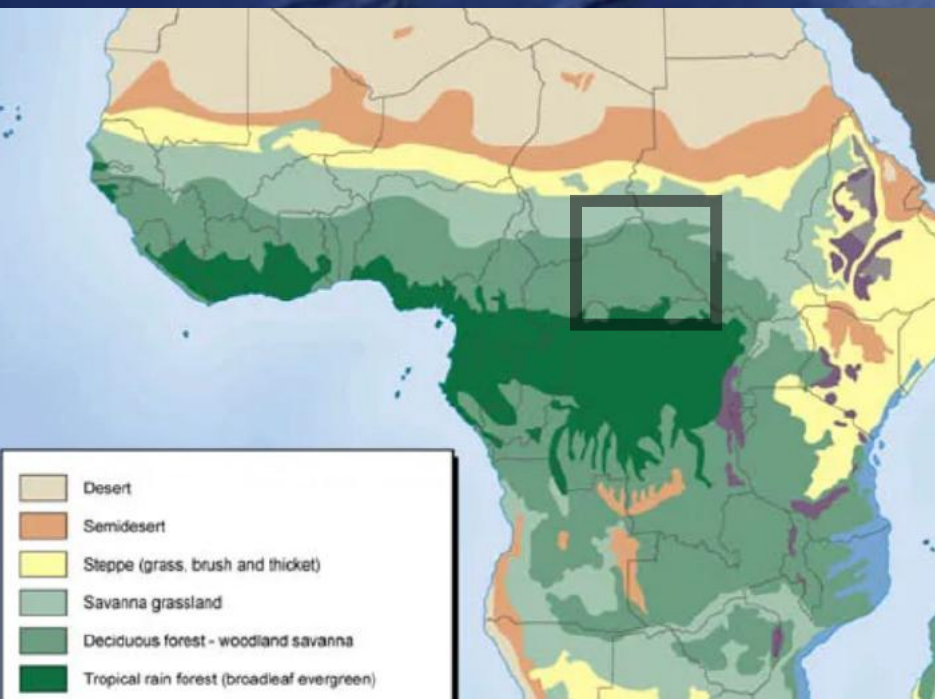 Desert
Semidesert
Steppe (grass, brush and thicket)
Savanna grassland
Deciduous forest - woodland savanna
Tropical rain forest (broadleaf evergreen)